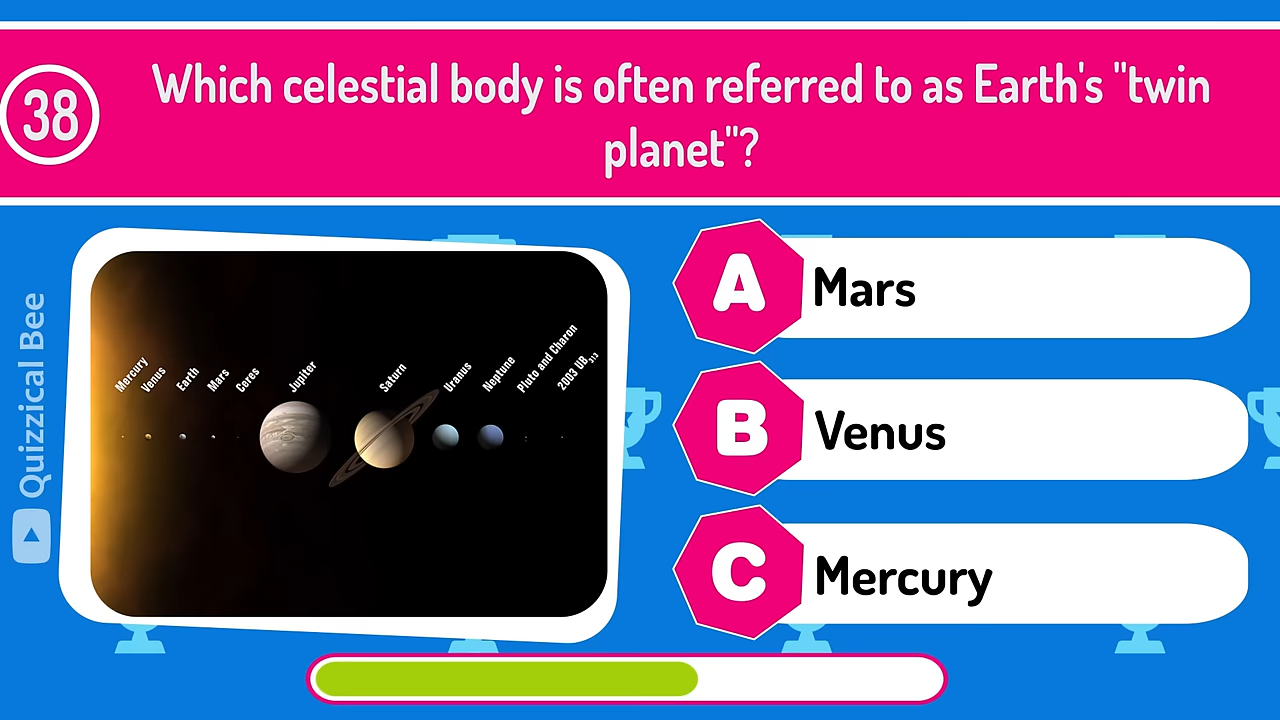 38
Which celestial body is often referred to as Earth's "twin
planet"?
Quizzical Bee
Mercury
Venus
Earth
Mars
Ceres
Jupiter
Saturn
Uranus
Neptune
Pluto and Charon
2003 UB₃₁₃
A Mars
B Venus
C Mercury